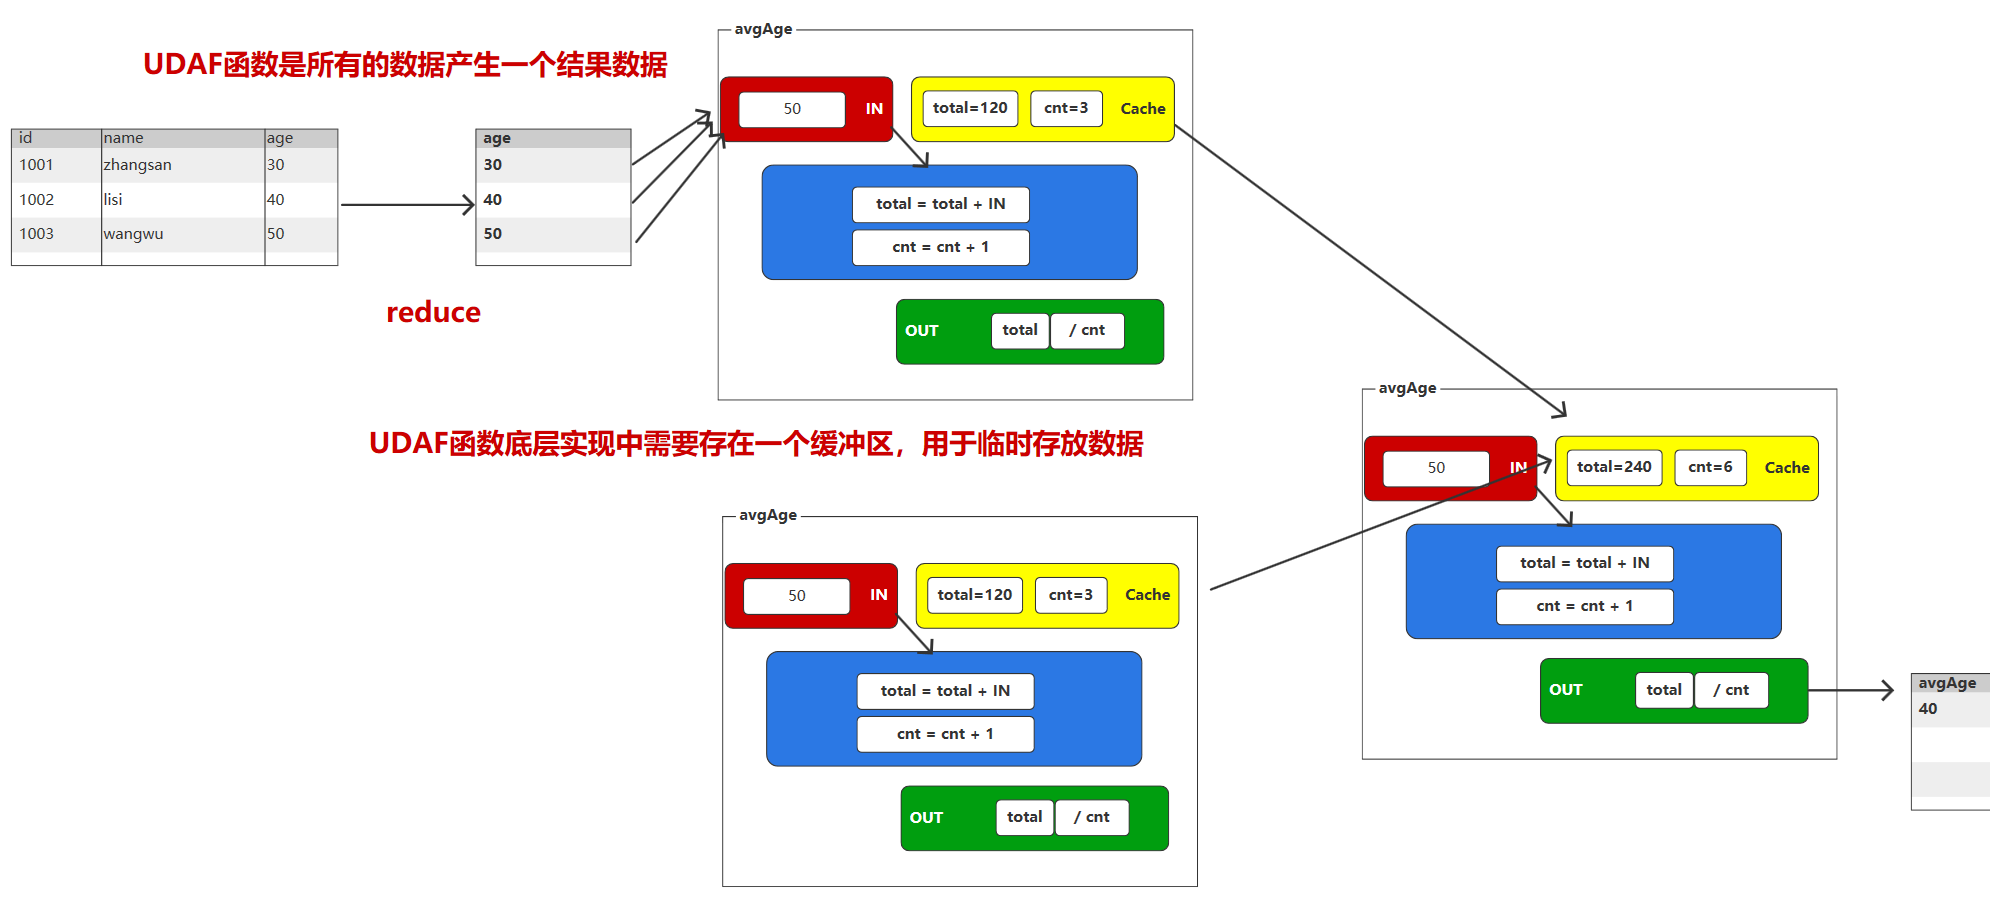 avgAge
UDAF函数是所有的数据产生一个结果数据
50 IN total=120 cnt=3 Cache
id name age
1001 zhangsan 30
1002 lisi 40
1003 wangwu 50
age
30
40
50
total = total + IN
cnt = cnt + 1
reduce
OUT total / cnt
UDAF函数底层实现中需要存在一个缓冲区，用于临时存放数据
avgAge
50 IN total=120 cnt=3 Cache
total = total + IN
cnt = cnt + 1
OUT total / cnt
avgAge
50 IN total=240 cnt=6 Cache
total = total + IN
cnt = cnt + 1
OUT total / cnt
avgAge
40